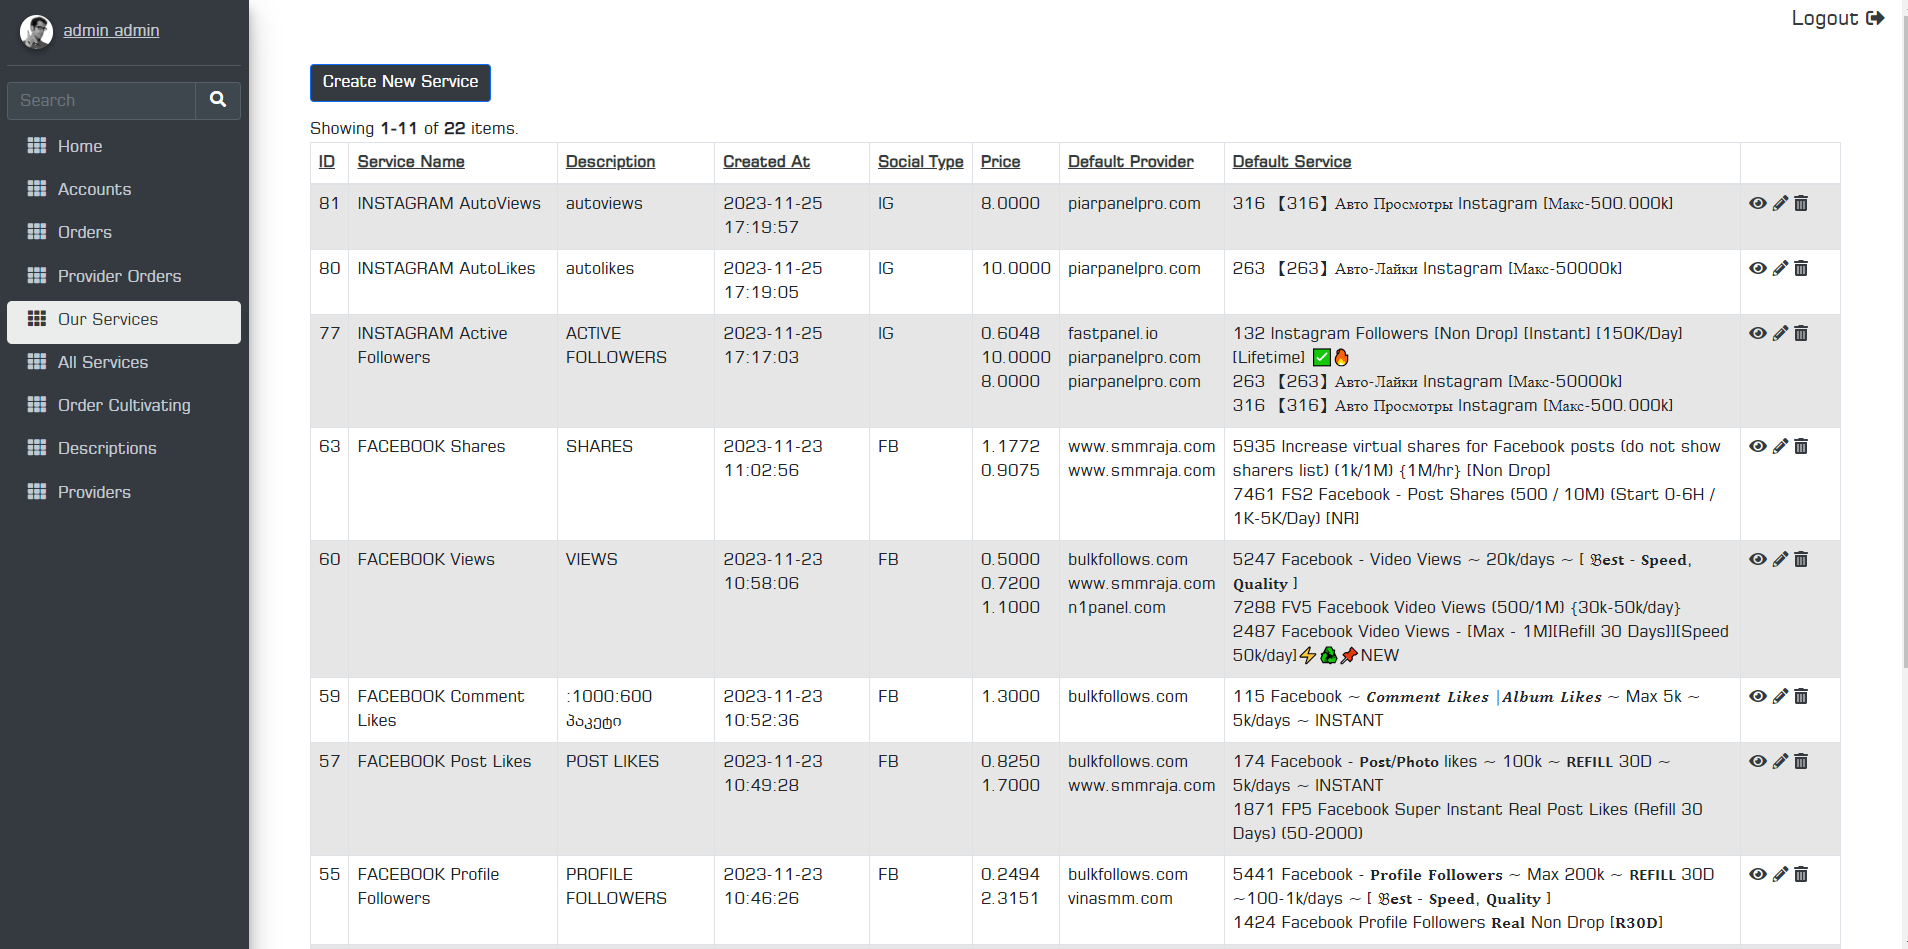 admin admin
Logout
Search
Home
Accounts
Orders
Provider Orders
Our Services
All Services
Order Cultivating
Descriptions
Providers
Create New Service
Showing 1-11 of 22 items.
ID Service Name Description Created At Social Type Price Default Provider Default Service
81 INSTAGRAM AutoViews autoviews 2023-11-25 IG 8.0000 piarpanelpro.com 316 【316】Авто Просмотры Instagram [Макс-500.000k]
17:19:57
80 INSTAGRAM AutoLikes autolikes 2023-11-25 IG 10.0000 piarpanelpro.com 263 【263】Авто-Лайки Instagram [Макс-50000k]
17:19:05
77 INSTAGRAM Active ACTIVE 2023-11-25 IG 0.6048 fastpanel.io 132 Instagram Followers [Non Drop] [Instant] [150K/Day]
Followers FOLLOWERS 17:17:03 10.0000 piarpanelpro.com [Lifetime] ✅🔥
8.0000 piarpanelpro.com 263 【263】Авто-Лайки Instagram [Макс-50000k]
316 【316】Авто Просмотры Instagram [Макс-500.000k]
63 FACEBOOK Shares SHARES 2023-11-23 FB 1.1772 www.smmraja.com 5935 Increase virtual shares for Facebook posts (do not show
11:02:56 0.9075 www.smmraja.com sharers list) (1k/1M) {1M/hr} [Non Drop]
7461 FS2 Facebook - Post Shares (500 / 10M) (Start 0-6H /
1K-5K/Day) [NR]
60 FACEBOOK Views VIEWS 2023-11-23 FB 0.5000 bulkfollows.com 5247 Facebook - Video Views ~ 20k/days ~ [ 𝔅𝐞𝐬𝐭 - 𝐒𝐩𝐞𝐞𝐝,
10:58:06 0.7200 www.smmraja.com 𝐐𝐮𝐚𝐥𝐢𝐭𝐲 ]
1.1000 n1panel.com 7288 FV5 Facebook Video Views (500/1M) {30k-50k/day}
2487 Facebook Video Views - [Max - 1M][Refill 30 Days]][Speed
50k/day]⚡♻📌NEW
59 FACEBOOK Comment :1000:600 2023-11-23 FB 1.3000 bulkfollows.com 115 Facebook ~ 𝑪𝒐𝒎𝒎𝒆𝒏𝒕 𝑳𝒊𝒌𝒆𝒔 |𝑨𝒍𝒃𝒖𝒎 𝑳𝒊𝒌𝒆𝒔 ~ Max 5k ~
Likes პაკეტი 10:52:36 5k/days ~ INSTANT
57 FACEBOOK Post Likes POST LIKES 2023-11-23 FB 0.8250 bulkfollows.com 174 Facebook - 𝐏𝐨𝐬𝐭/𝐏𝐡𝐨𝐭𝐨 likes ~ 100k ~ 𝗥𝗘𝗙𝗜𝗟𝗟 30D ~
10:49:28 1.7000 www.smmraja.com 5k/days ~ INSTANT
1871 FP5 Facebook Super Instant Real Post Likes (Refill 30
Days) (50-2000)
55 FACEBOOK Profile PROFILE 2023-11-23 FB 0.2494 bulkfollows.com 5441 Facebook - 𝐏𝐫𝐨𝐟𝐢𝐥𝐞 𝐅𝐨𝐥𝐥𝐨𝐰𝐞𝐫𝐬 ~ Max 200k ~ 𝗥𝗘𝗙𝗜𝗟𝗟 30D
Followers FOLLOWERS 10:46:26 2.3151 vinasmm.com ~100-1k/days ~ [ 𝔅𝐞𝐬𝐭 - 𝐒𝐩𝐞𝐞𝐝, 𝐐𝐮𝐚𝐥𝐢𝐭𝐲 ]
1424 Facebook Profile Followers 𝐑𝐞𝐚𝐥 Non Drop [𝐑𝟑𝟎𝐃]